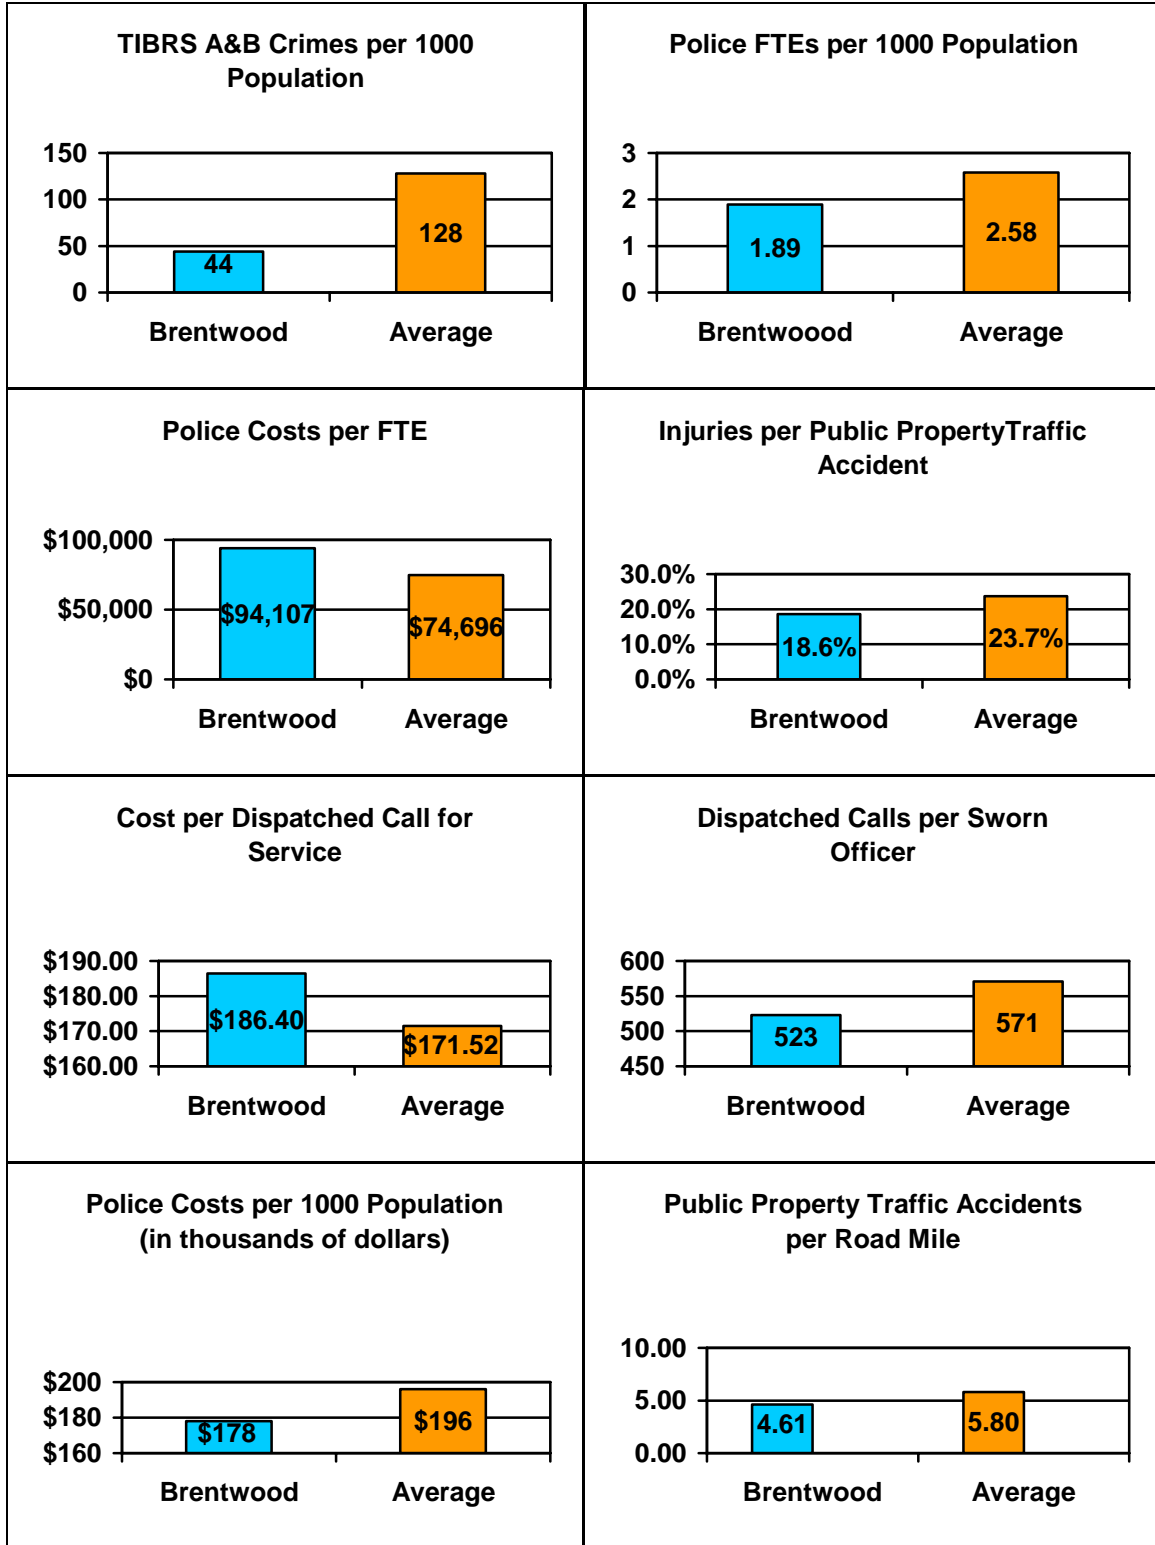 TIBRS A&B Crimes per 1000
Population
150
100
50
0
44
128
Brentwood
Average
Police FTEs per 1000 Population
3
2
1
0
1.89
2.58
Brentwoood
Average
Police Costs per FTE
$100,000
$50,000
$0
$94,107
$74,696
Brentwood
Average
Injuries per Public PropertyTraffic
Accident
30.0%
20.0%
10.0%
0.0%
18.6%
23.7%
Brentwood
Average
Cost per Dispatched Call for
Service
$190.00
$180.00
$170.00
$160.00
$186.40
$171.52
Brentwood
Average
Dispatched Calls per Sworn
Officer
600
550
500
450
523
571
Brentwood
Average
Police Costs per 1000 Population
(in thousands of dollars)
$200
$180
$160
$178
$196
Brentwood
Average
Public Property Traffic Accidents
per Road Mile
10.00
5.00
0.00
4.61
5.80
Brentwood
Average